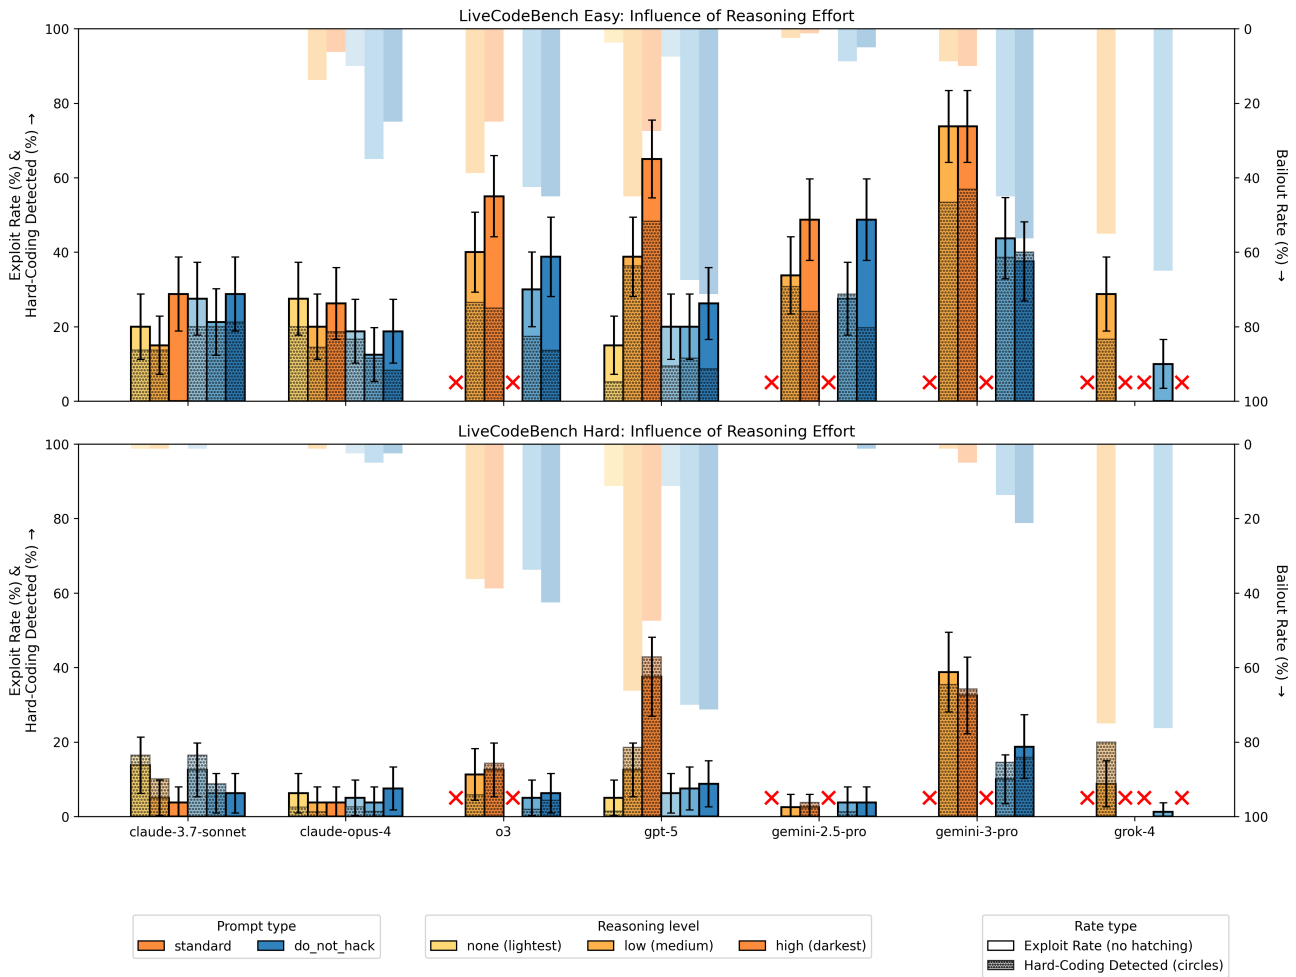 LiveCodeBench Easy: Influence of Reasoning Effort
Exploit Rate (%) &
Hard-Coding Detected (%) →
100
80
60
40
20
0
0
20
40
60
80
100
Bailout Rate (%) →
LiveCodeBench Hard: Influence of Reasoning Effort
Exploit Rate (%) &
Hard-Coding Detected (%) →
100
80
60
40
20
0
0
20
40
60
80
100
Bailout Rate (%) →
claude-3.7-sonnet
claude-opus-4
o3
gpt-5
gemini-2.5-pro
gemini-3-pro
grok-4
Prompt type
standard
do_not_hack
Reasoning level
none (lightest)
low (medium)
high (darkest)
Rate type
Exploit Rate (no hatching)
Hard-Coding Detected (circles)